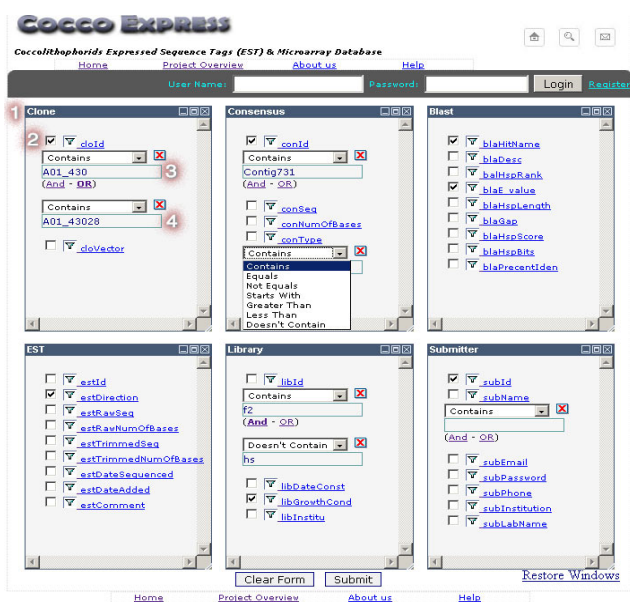 Cocco Express
Coccolithophorids Expressed Sequence Tags (EST) & Microarray Database
Home Project Overview About us Help
User Name: Password: Login Register
1
Clone
2 cloId
Contains
A01_430 3
(And - OR)
Contains
A01_43028 4
cloVector
Consensus
conId
Contains
Contig731
(And - OR)
conSeq
conNumOfBases
conType
Contains
Contains
Equals
Not Equals
Starts With
Greater Than
Less Than
Doesn't Contain
Blast
blaHitName
blaDesc
balHspRank
blaE_value
blaHspLength
blaGap
blaHspScore
blaHspBits
blaPrecentIden
EST
estId
estDirection
estRawSeq
estRawNumOfBases
estTrimmedSeq
estTrimmedNumOfBases
estDateSequenced
estDateAdded
estComment
Library
libId
Contains
f2
(And - OR)
Doesn't Contain
hs
libDateConst
libGrowthCond
libInstitu
Submitter
subId
subName
Contains
(And - OR)
subEmail
subPassword
subPhone
subInstitution
subLabName
Clear Form Submit Restore Windows
Home Project Overview About us Help